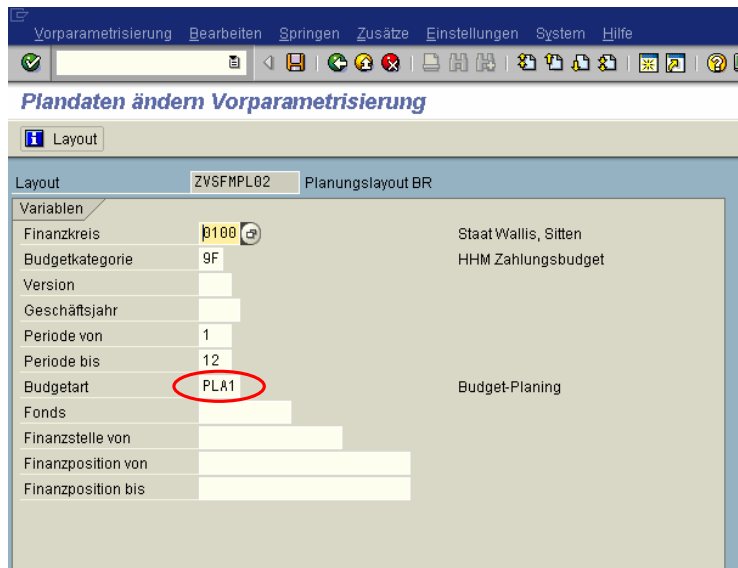 Vorparametrisierung Bearbeiten Springen Zusätze Einstellungen System Hilfe
Plandaten ändern Vorparametrisierung
Layout
Layout ZVSFMPL02 Planungslayout BR
Variablen
Finanzkreis 0100 Staat Wallis, Sitten
Budgetkategorie 9F HHM Zahlungsbudget
Version
Geschäftsjahr
Periode von 1
Periode bis 12
Budgetart PLA1 Budget-Planing
Fonds
Finanzstelle von
Finanzposition von
Finanzposition bis